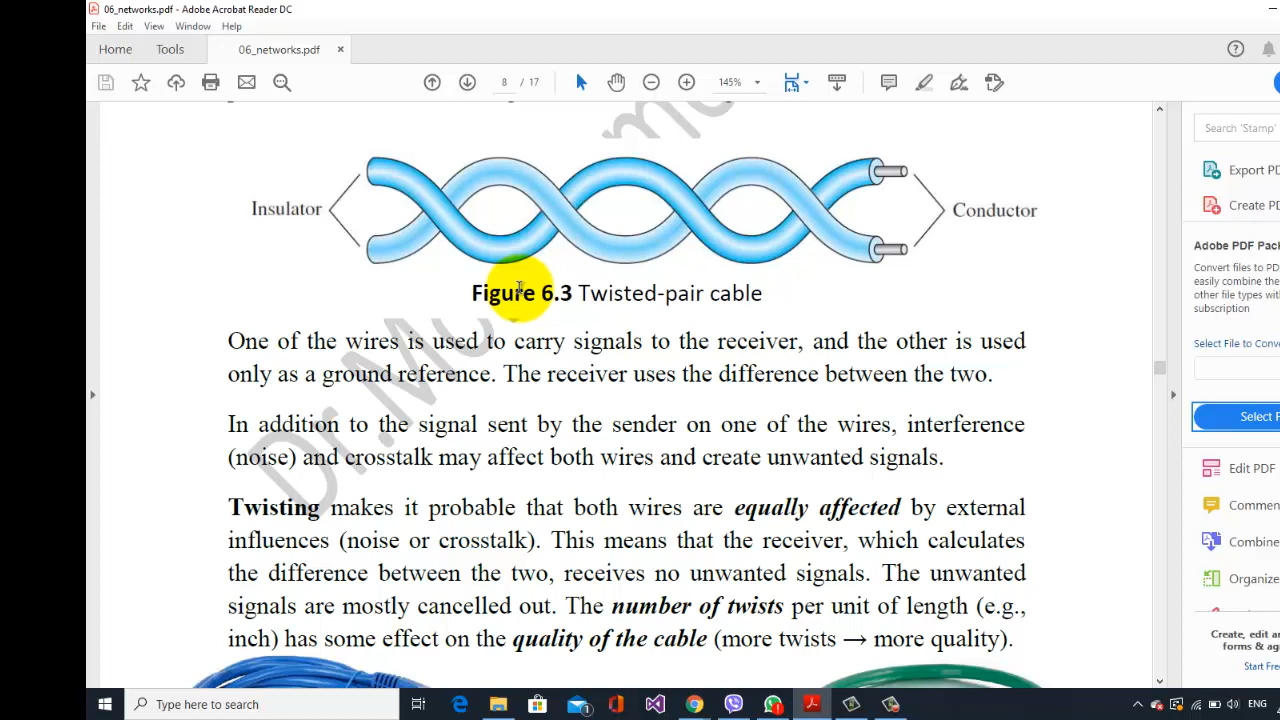 06_networks.pdf - Adobe Acrobat Reader DC
File Edit View Window Help
Home Tools 06_networks.pdf ×
8 / 17 145%
Search 'Stamp'
Insulator
Conductor
Export PD
Create PD
Adobe PDF Pack
Convert files to PD
easily combine the
other file types with
subscription
Figure 6.3 Twisted-pair cable
One of the wires is used to carry signals to the receiver, and the other is used
only as a ground reference. The receiver uses the difference between the two.
In addition to the signal sent by the sender on one of the wires, interference
(noise) and crosstalk may affect both wires and create unwanted signals.
Twisting makes it probable that both wires are equally affected by external
influences (noise or crosstalk). This means that the receiver, which calculates
the difference between the two, receives no unwanted signals. The unwanted
signals are mostly cancelled out. The number of twists per unit of length (e.g.,
inch) has some effect on the quality of the cable (more twists → more quality).
Select File to Conve
Select F
Edit PDF
Commen
Combine
Organize
Create, edit an
forms & ag
Start Fre
Type here to search
ENG